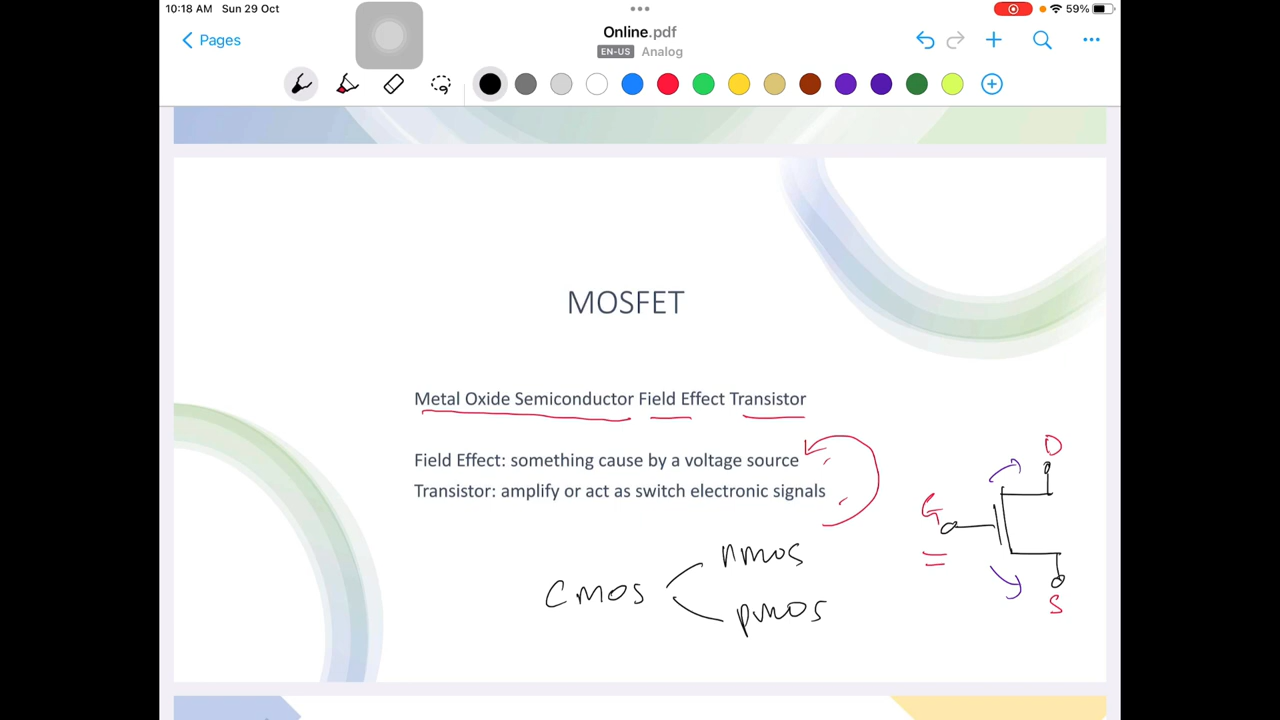 10:18 AM Sun 29 Oct
59%
Pages
Online.pdf
EN-US Analog
MOSFET
Metal Oxide Semiconductor Field Effect Transistor
Field Effect: something cause by a voltage source
Transistor: amplify or act as switch electronic signals
CMOS
nmos
pmos
D
G
S